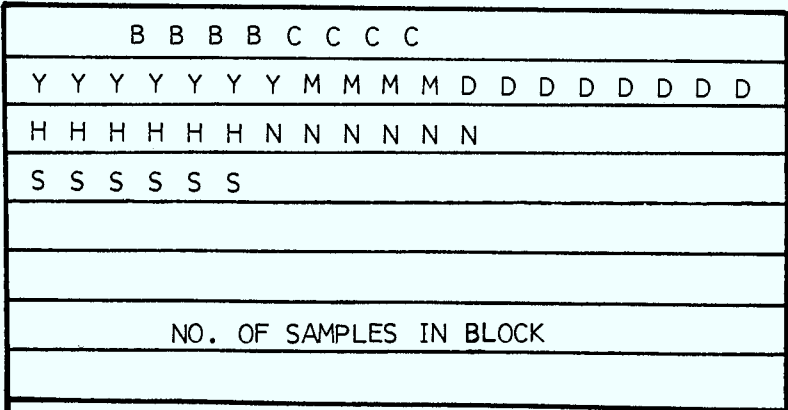 B B B B C C C C
Y Y Y Y Y Y Y M M M M D D D D D D D D
H H H H H H N N N N N N
S S S S S S
NO. OF SAMPLES IN BLOCK